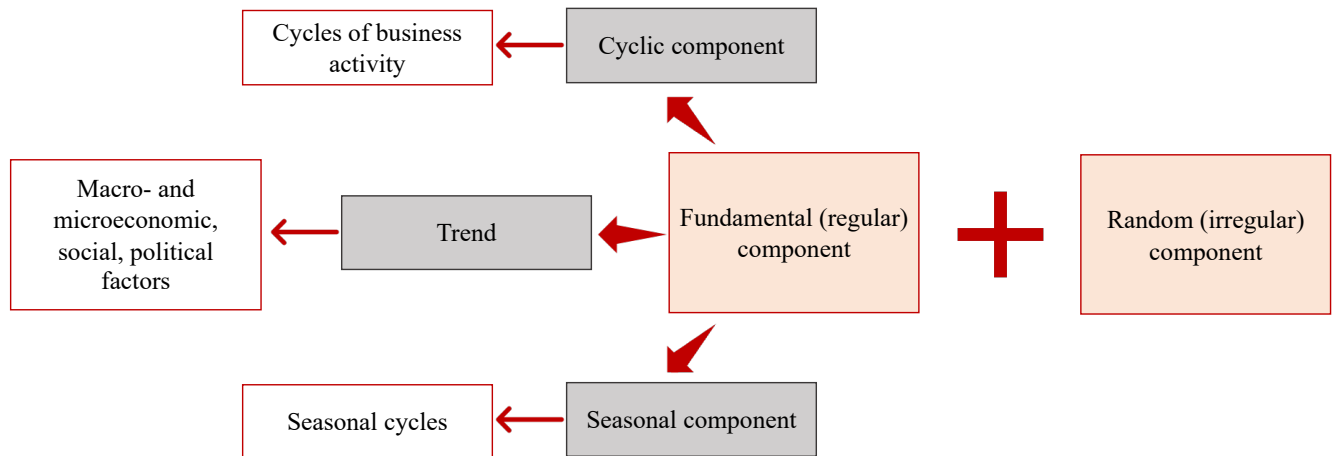 Cycles of business
activity
Cyclic component
Macro- and
microeconomic,
social, political
factors
Trend
Fundamental (regular)
component
Random (irregular)
component
Seasonal cycles
Seasonal component